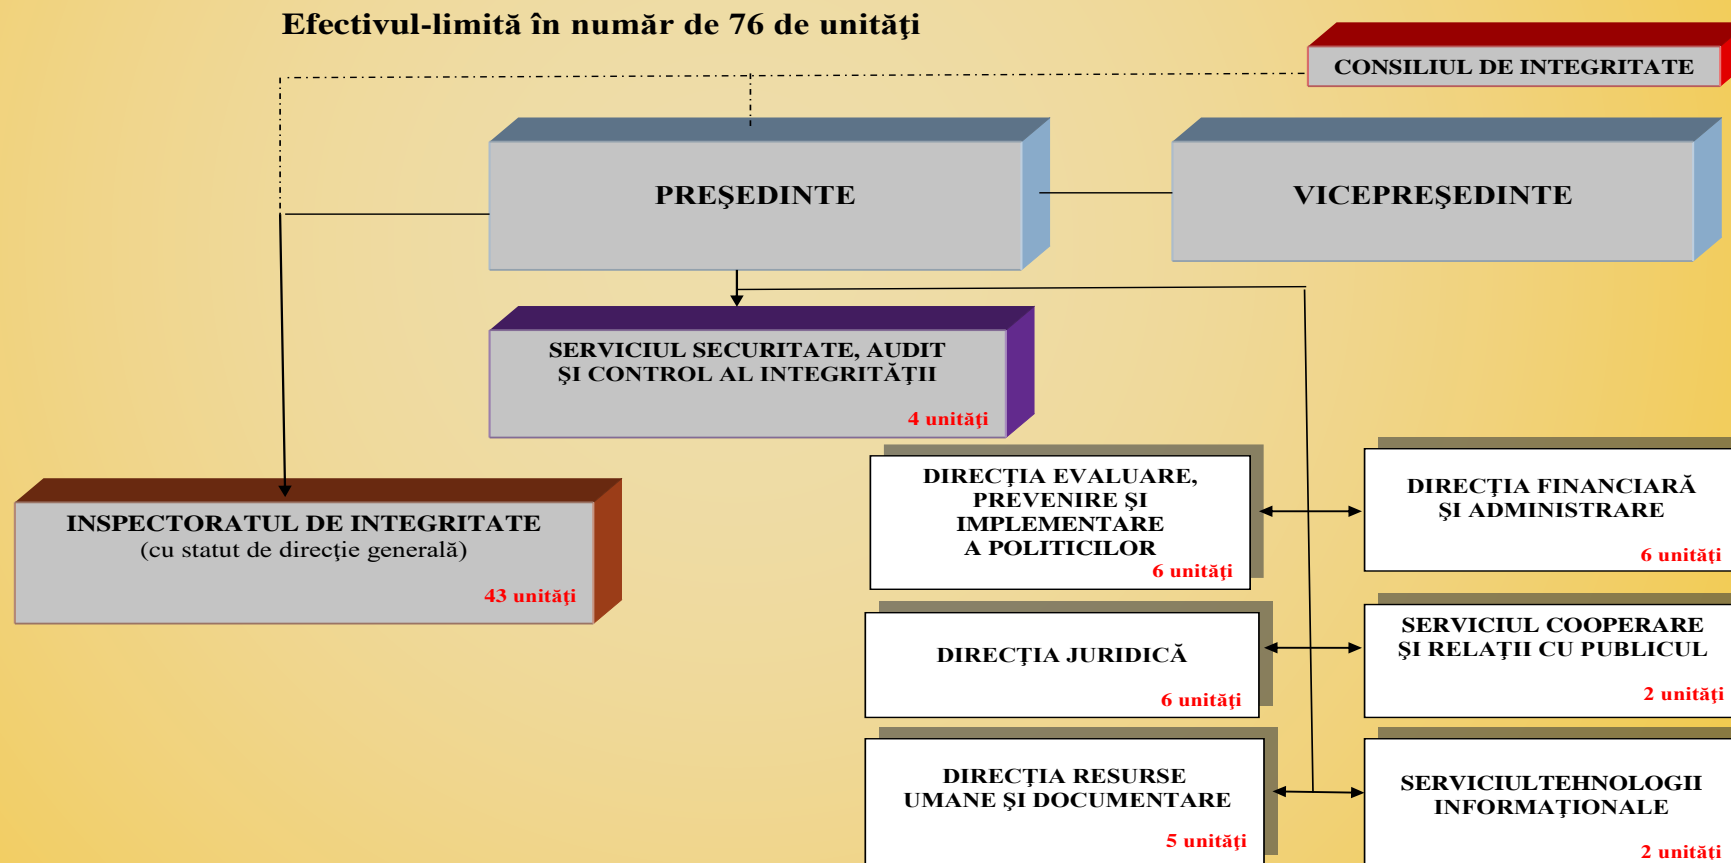 Efectivul-limită în număr de 76 de unităţi
CONSILIUL DE INTEGRITATE
PREŞEDINTE
VICEPREŞEDINTE
SERVICIUL SECURITATE, AUDIT
ŞI CONTROL AL INTEGRITĂŢII
4 unităţi
INSPECTORATUL DE INTEGRITATE
(cu statut de direcţie generală)
43 unităţi
DIRECŢIA EVALUARE,
PREVENIRE ŞI
IMPLEMENTARE
A POLITICILOR
6 unităţi
DIRECŢIA FINANCIARĂ
ŞI ADMINISTRARE
6 unităţi
DIRECŢIA JURIDICĂ
6 unităţi
SERVICIUL COOPERARE
ŞI RELAŢII CU PUBLICUL
2 unităţi
DIRECŢIA RESURSE
UMANE ŞI DOCUMENTARE
5 unităţi
SERVICIULTEHNOLOGII
INFORMAŢIONALE
2 unităţi